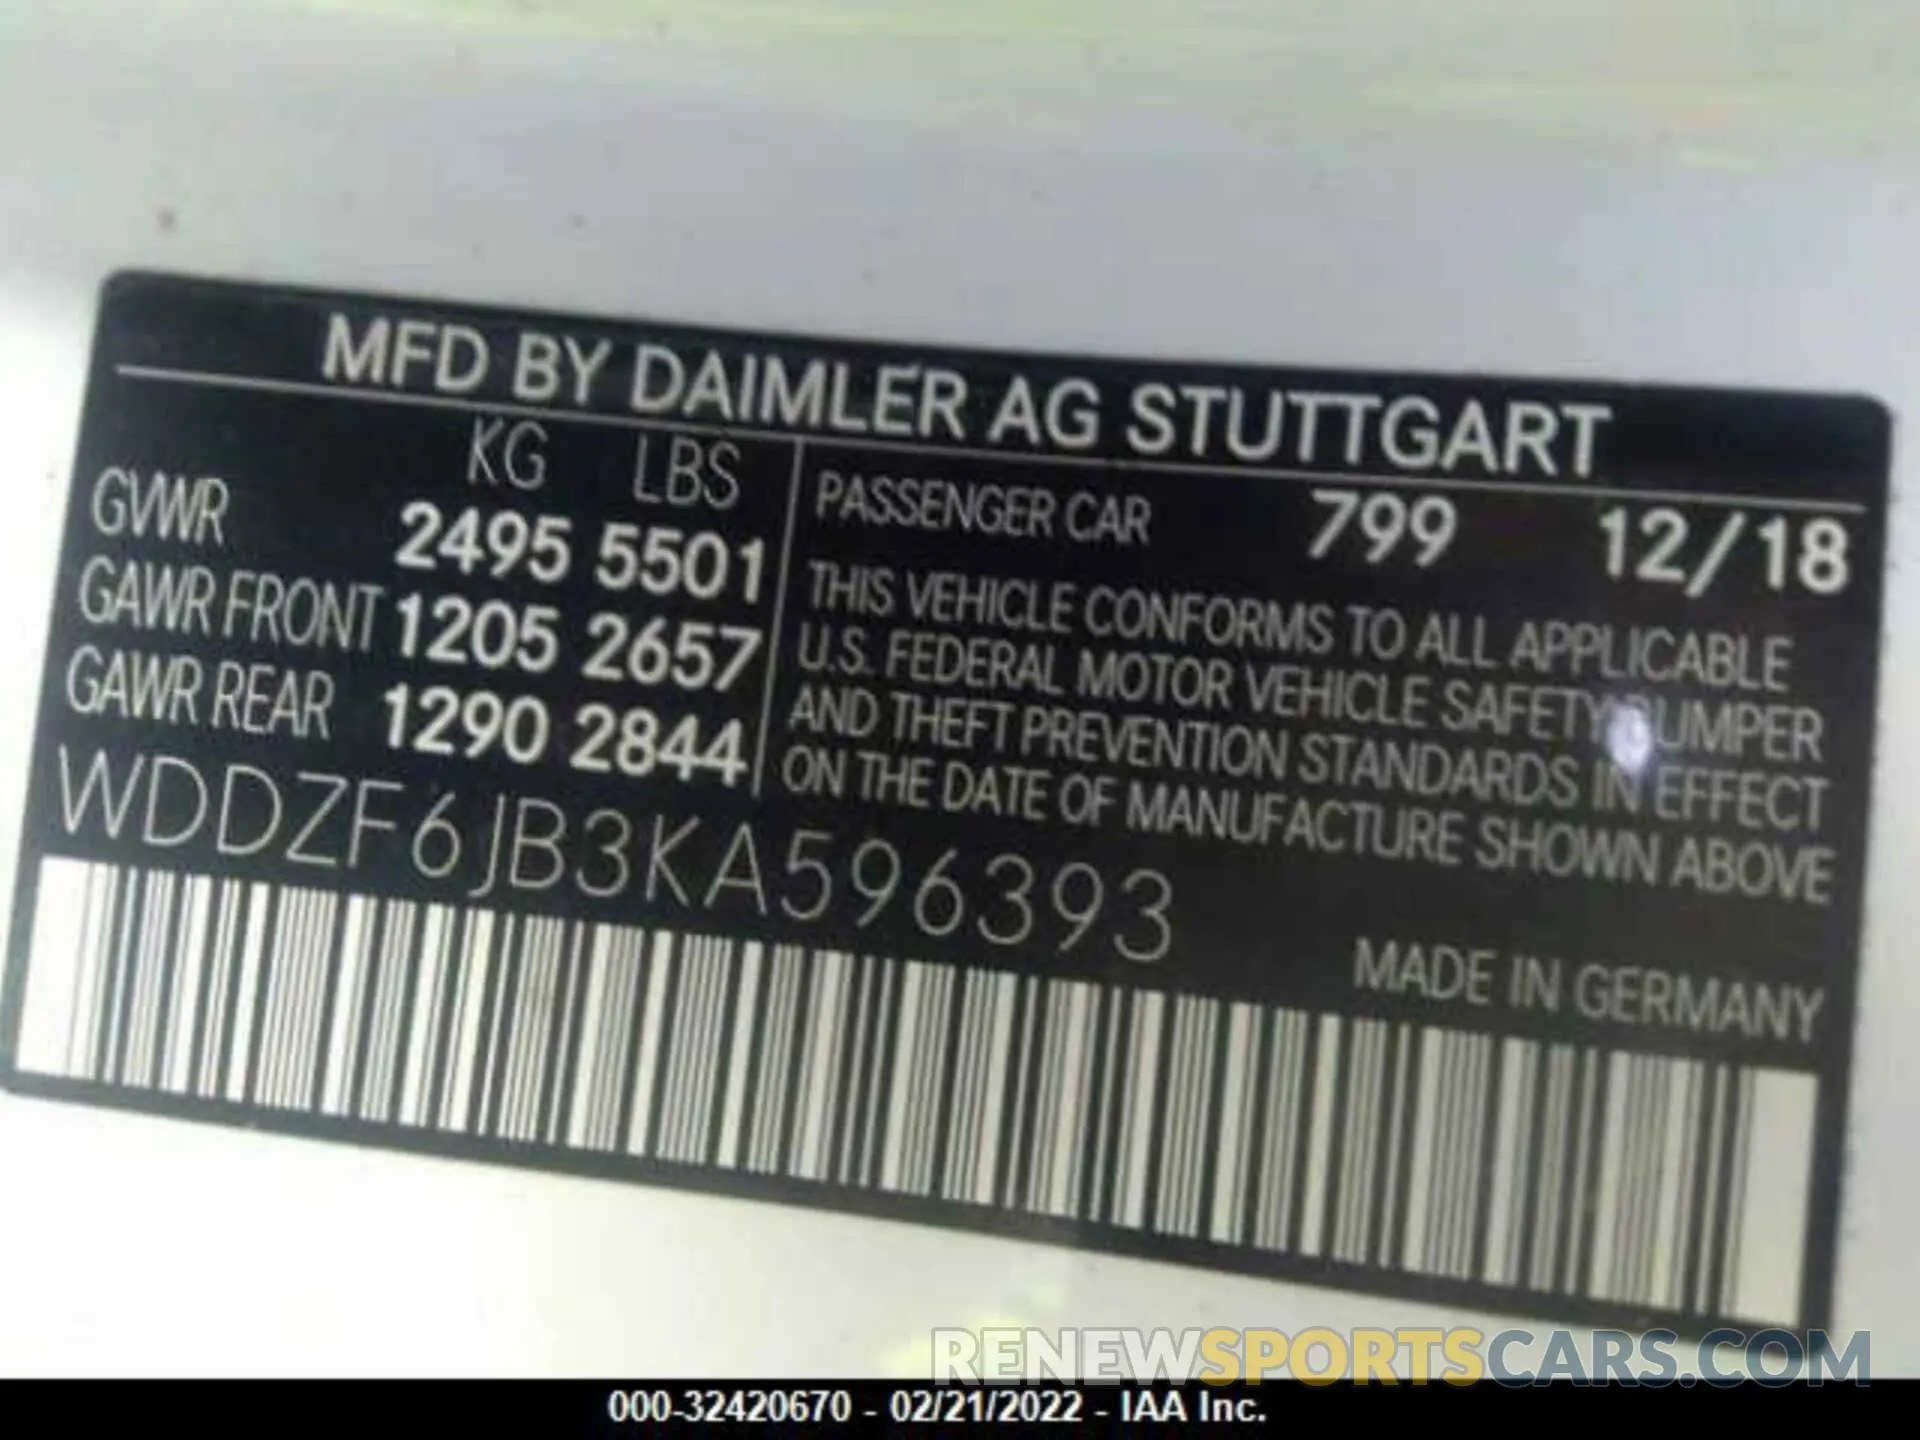 MFD BY DAIMLER AG STUTTGART
KG LBS
GVWR 2495 5501
GAWR FRONT 1205 2657
GAWR REAR 1290 2844
PASSENGER CAR 799 12/18
THIS VEHICLE CONFORMS TO ALL APPLICABLE
U.S. FEDERAL MOTOR VEHICLE SAFETY BUMPER
AND THEFT PREVENTION STANDARDS IN EFFECT
ON THE DATE OF MANUFACTURE SHOWN ABOVE
WDDZF6JB3KA596393
MADE IN GERMANY
RENEWSPORTSCARS.COM
000-32420670 - 02/21/2022 - IAA Inc.